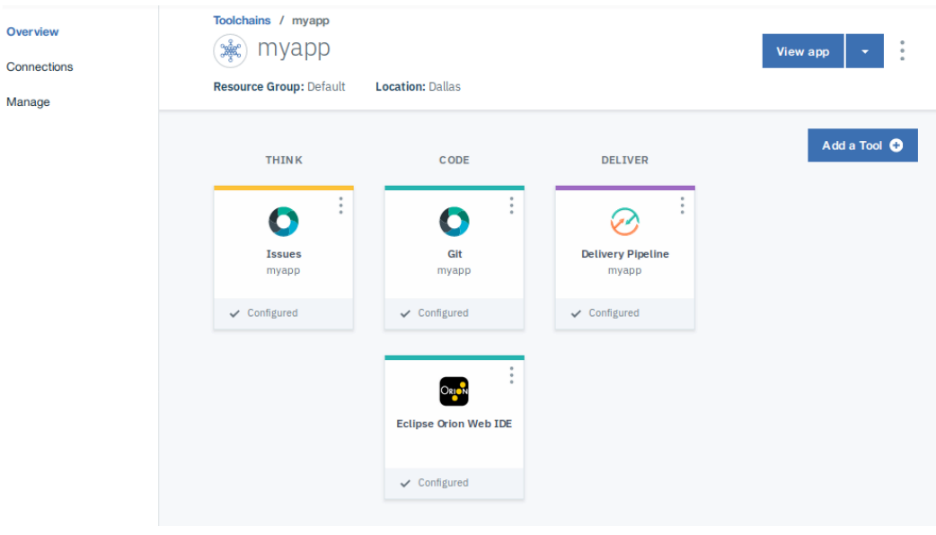 Overview
Connections
Manage
Toolchains / myapp
myapp
Resource Group: Default Location: Dallas
View app
Add a Tool
THINK CODE DELIVER
Issues
myapp
Configured
Git
myapp
Configured
Delivery Pipeline
myapp
Configured
ORION
Eclipse Orion Web IDE
Configured